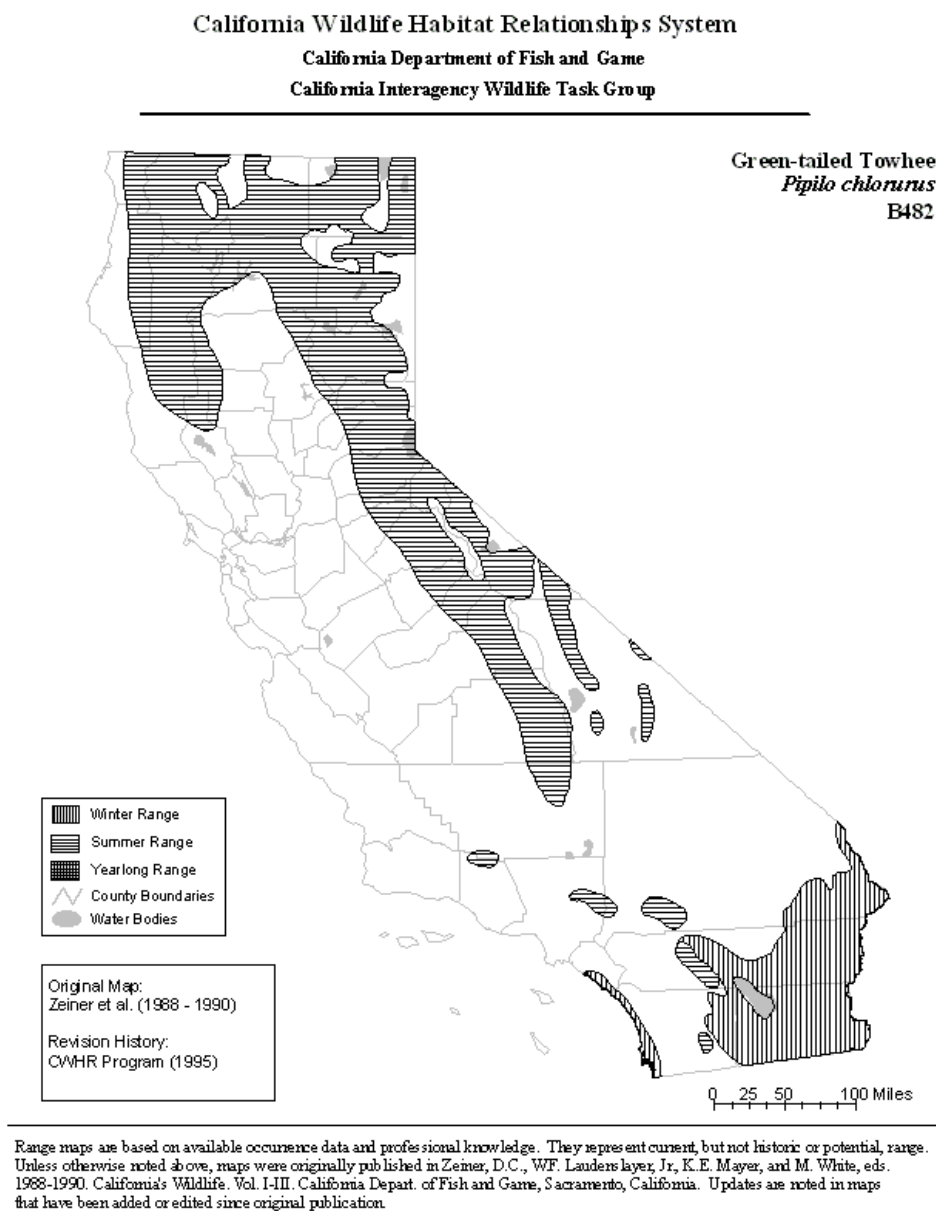 California Wildlife Habitat Relationships System
California Department of Fish and Game
California Interagency Wildlife Task Group
Green-tailed Towhee
Pipilo chlorurus
B482
Winter Range
Summer Range
Yearlong Range
County Boundaries
Water Bodies
Original Map:
Zeiner et al. (1988 - 1990)
Revision History:
CWHR Program (1995)
0 25 50 100 Miles
Range maps are based on available occurrence data and professional knowledge. They represent current, but not historic or potential, range.
Unless otherwise noted above, maps were originally published in Zeiner, D.C., W.F. Laudenslayer, Jr., K.E. Mayer, and M. White, eds.
1988-1990. California's Wildlife. Vol. I-III. California Depart. of Fish and Game, Sacramento, California. Updates are noted in maps
that have been added or edited since original publication.